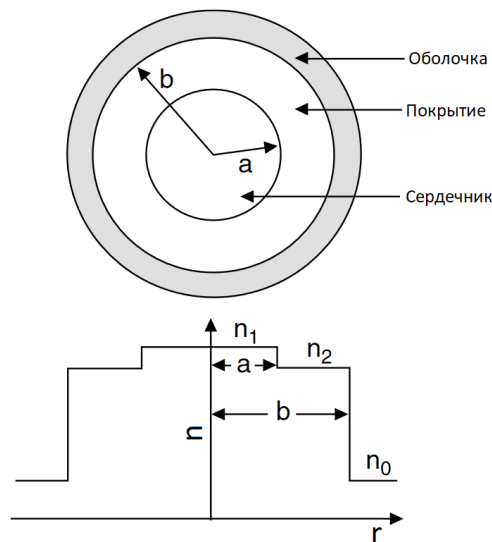 Оболочка
b
Покрытие
a
Сердечник
n1
n2
a
b
n
n0
r